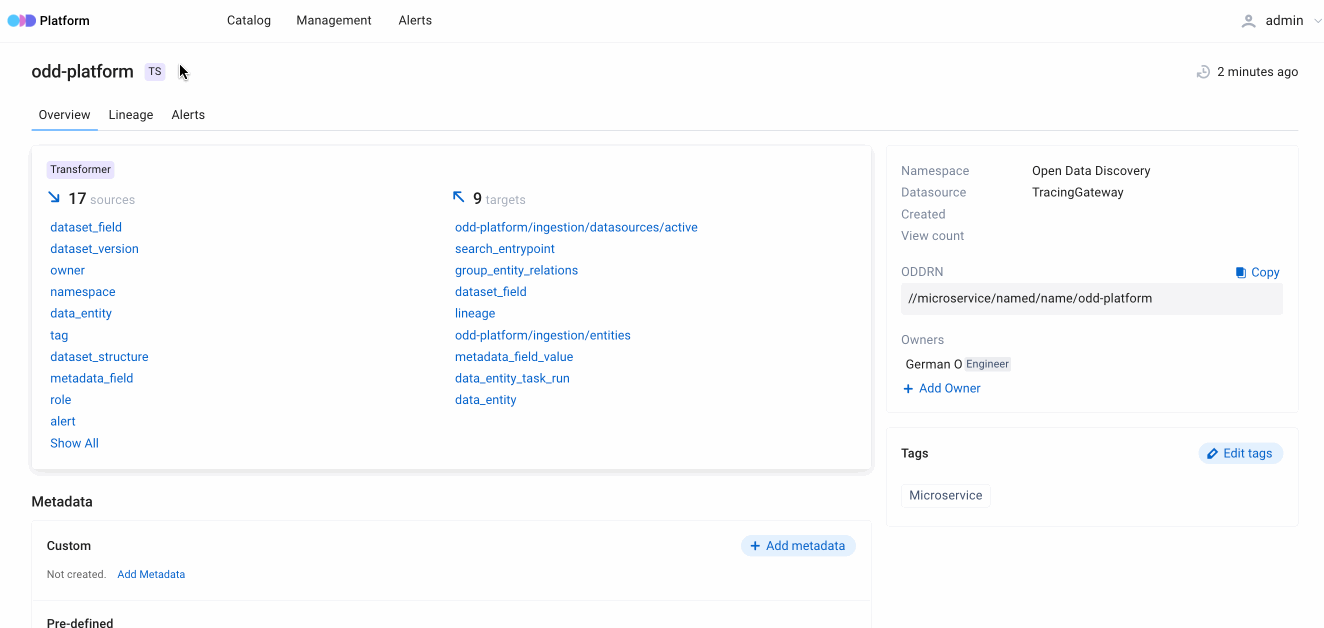 Platform Catalog Management Alerts admin
odd-platform TS 2 minutes ago
Overview Lineage Alerts
Transformer
17 sources
dataset_field
dataset_version
owner
namespace
data_entity
tag
dataset_structure
metadata_field
role
alert
Show All
9 targets
odd-platform/ingestion/datasources/active
search_entrypoint
group_entity_relations
dataset_field
lineage
odd-platform/ingestion/entities
metadata_field_value
data_entity_task_run
data_entity
Metadata
Custom + Add metadata
Not created. Add Metadata
Pre-defined
Namespace Open Data Discovery
Datasource TracingGateway
Created
View count
ODDRN Copy
//microservice/named/name/odd-platform
Owners
German O Engineer
+ Add Owner
Tags Edit tags
Microservice